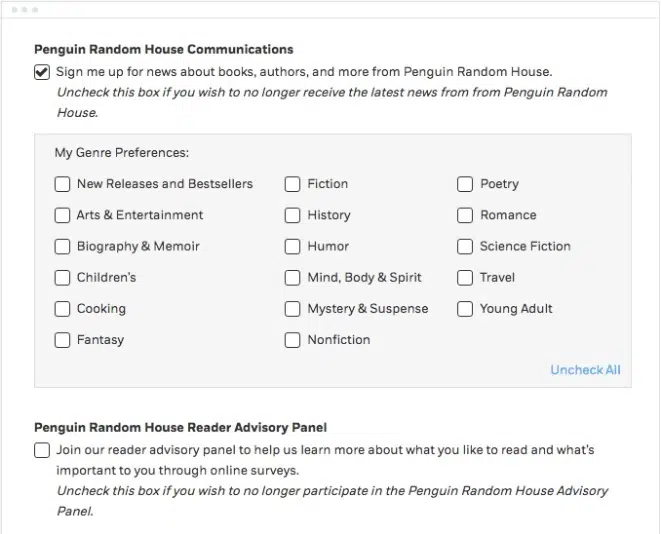 Penguin Random House Communications
Sign me up for news about books, authors, and more from Penguin Random House.
Uncheck this box if you wish to no longer receive the latest news from from Penguin Random
House.
My Genre Preferences:
New Releases and Bestsellers
Fiction
Poetry
Arts & Entertainment
History
Romance
Biography & Memoir
Humor
Science Fiction
Children's
Mind, Body & Spirit
Travel
Cooking
Mystery & Suspense
Young Adult
Fantasy
Nonfiction
Uncheck All
Penguin Random House Reader Advisory Panel
Join our reader advisory panel to help us learn more about what you like to read and what's
important to you through online surveys.
Uncheck this box if you wish to no longer participate in the Penguin Random House Advisory
Panel.